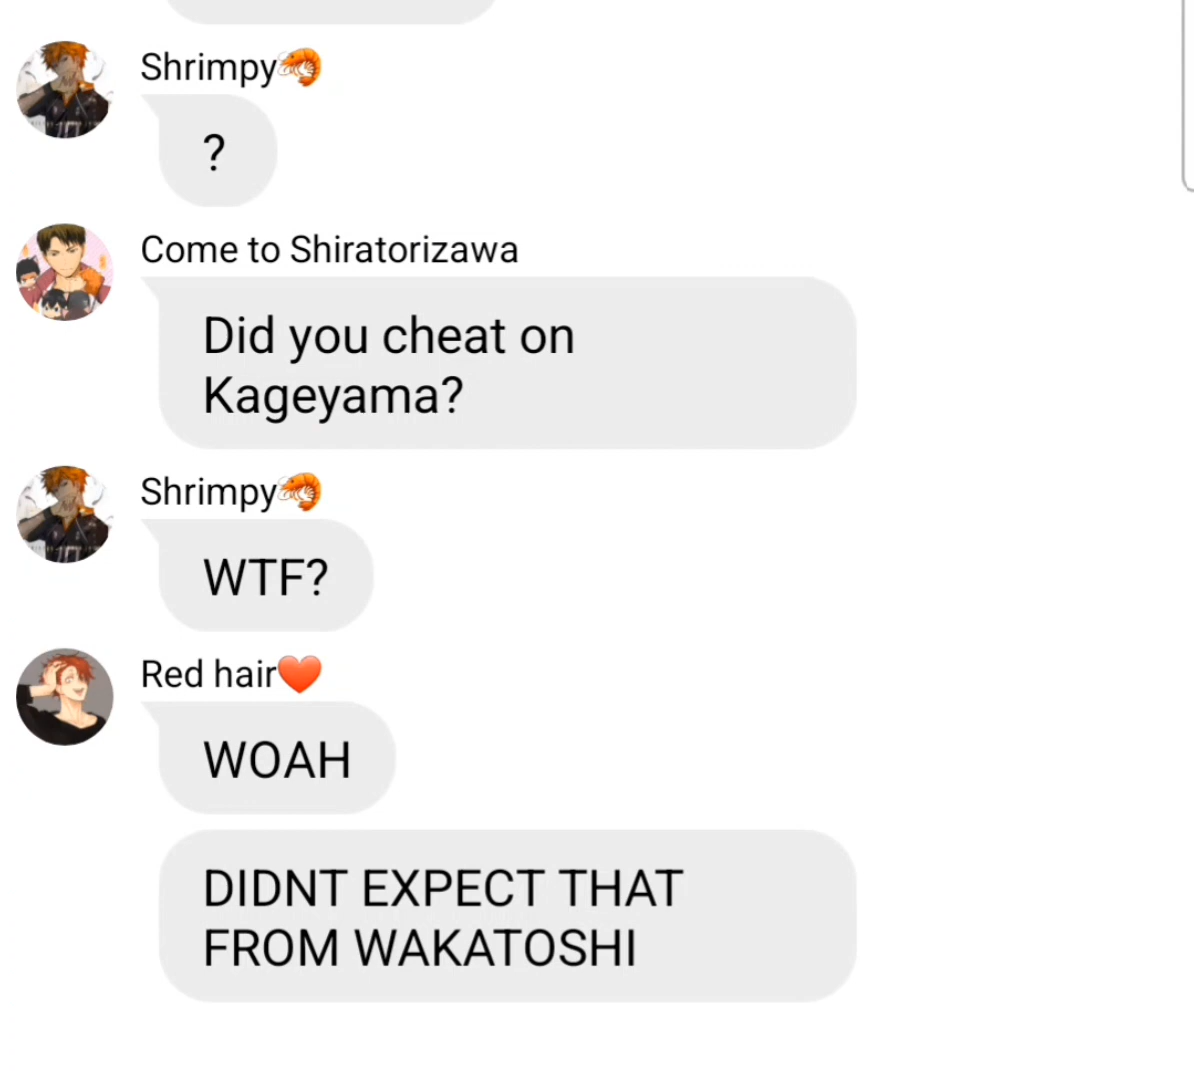 Shrimpy🦐
?
Come to Shiratorizawa
Did you cheat on
Kageyama?
Shrimpy🦐
WTF?
Red hair❤️
WOAH
DIDNT EXPECT THAT
FROM WAKATOSHI